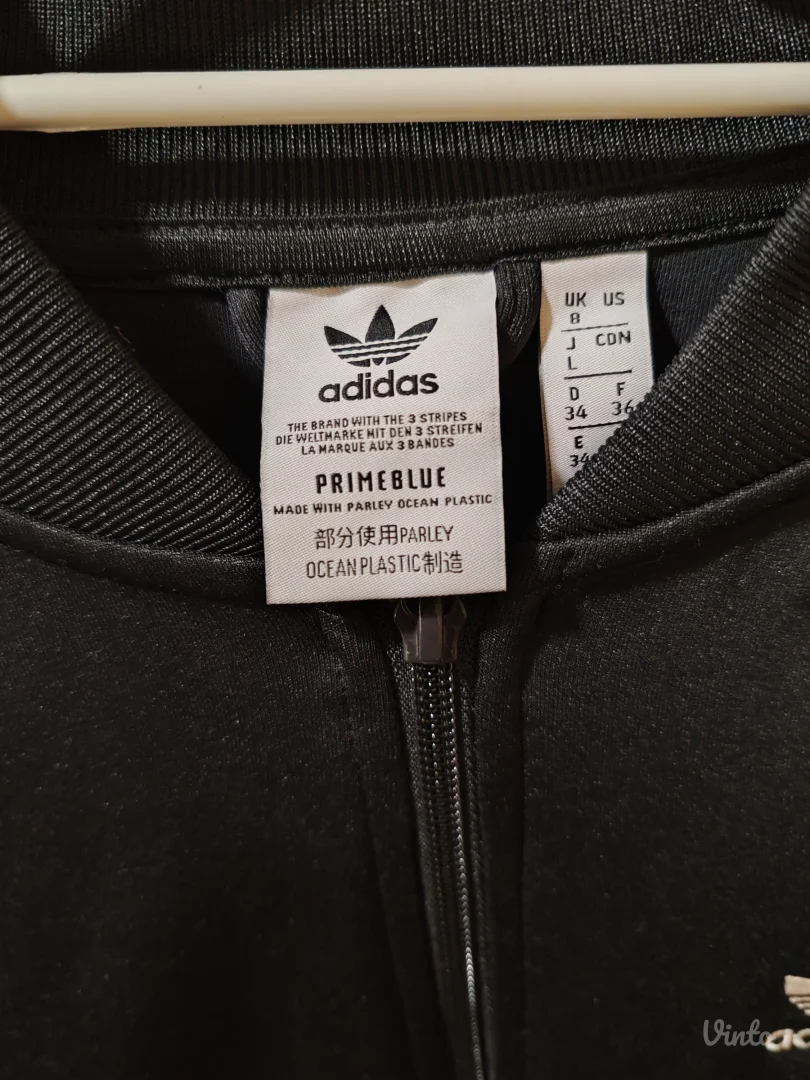 adidas
THE BRAND WITH THE 3 STRIPES
DIE WELTMARKE MIT DEN 3 STREIFEN
LA MARQUE AUX 3 BANDES
PRIMEBLUE
MADE WITH PARLEY OCEAN PLASTIC
部分使用PARLEY
OCEAN PLASTIC制造
UK US
8
J CDN
L
D F
34 36
E
34